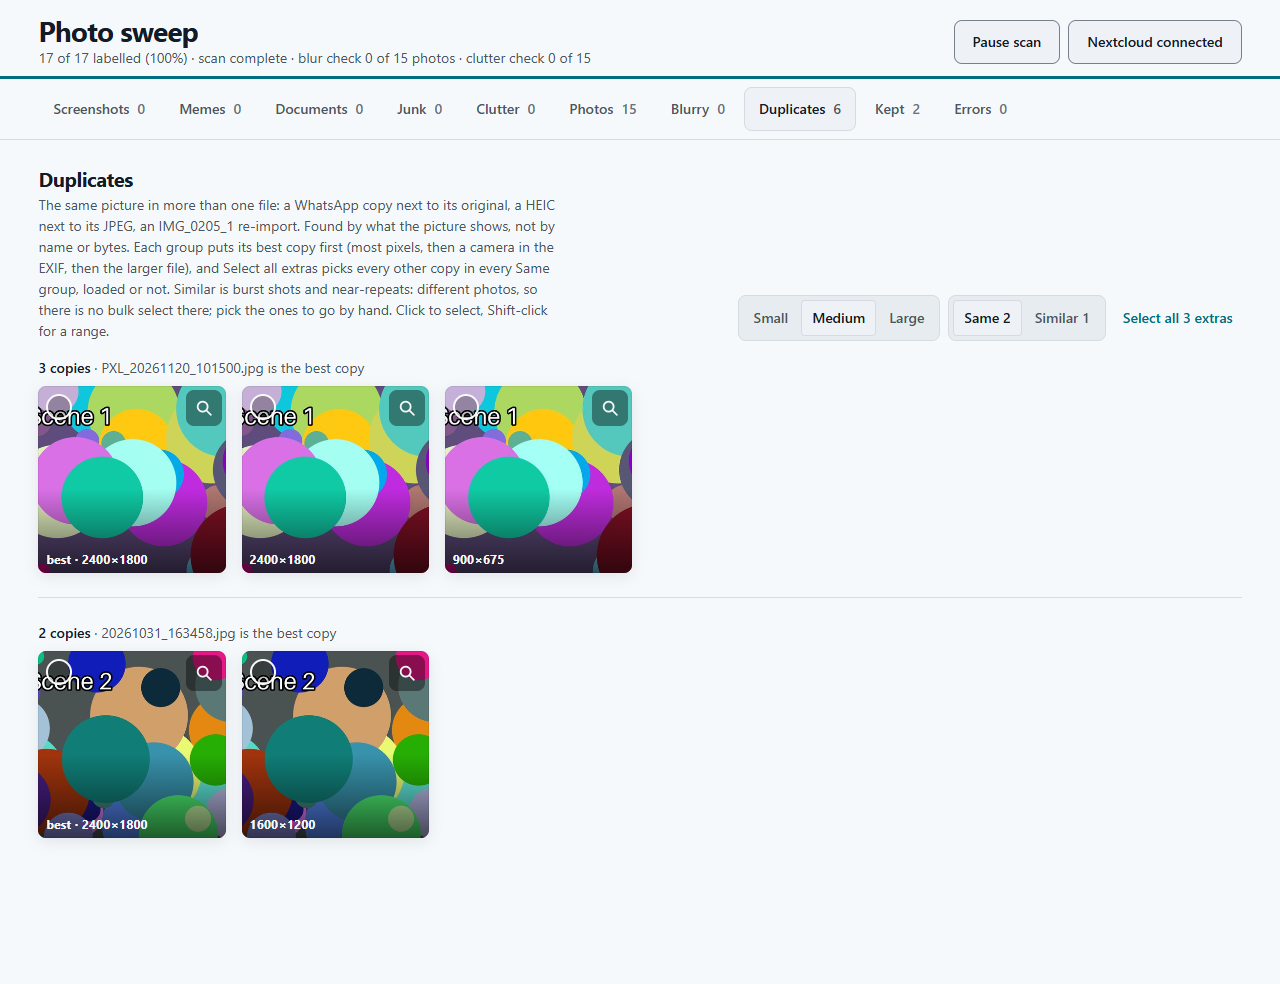 Photo sweep
17 of 17 labelled (100%) · scan complete · blur check 0 of 15 photos · clutter check 0 of 15
Pause scan
Nextcloud connected
Screenshots 0
Memes 0
Documents 0
Junk 0
Clutter 0
Photos 15
Blurry 0
Duplicates 6
Kept 2
Errors 0
Duplicates
The same picture in more than one file: a WhatsApp copy next to its original, a HEIC
next to its JPEG, an IMG_0205_1 re-import. Found by what the picture shows, not by
name or bytes. Each group puts its best copy first (most pixels, then a camera in the
EXIF, then the larger file), and Select all extras picks every other copy in every Same
group, loaded or not. Similar is burst shots and near-repeats: different photos, so
there is no bulk select there; pick the ones to go by hand. Click to select, Shift-click
for a range.
Small
Medium
Large
Same 2
Similar 1
Select all 3 extras
3 copies · PXL_20261120_101500.jpg is the best copy
scene 1
scene 1
scene 1
best · 2400×1800
2400×1800
900×675
2 copies · 20261031_163458.jpg is the best copy
scene 2
scene 2
best · 2400×1800
1600×1200